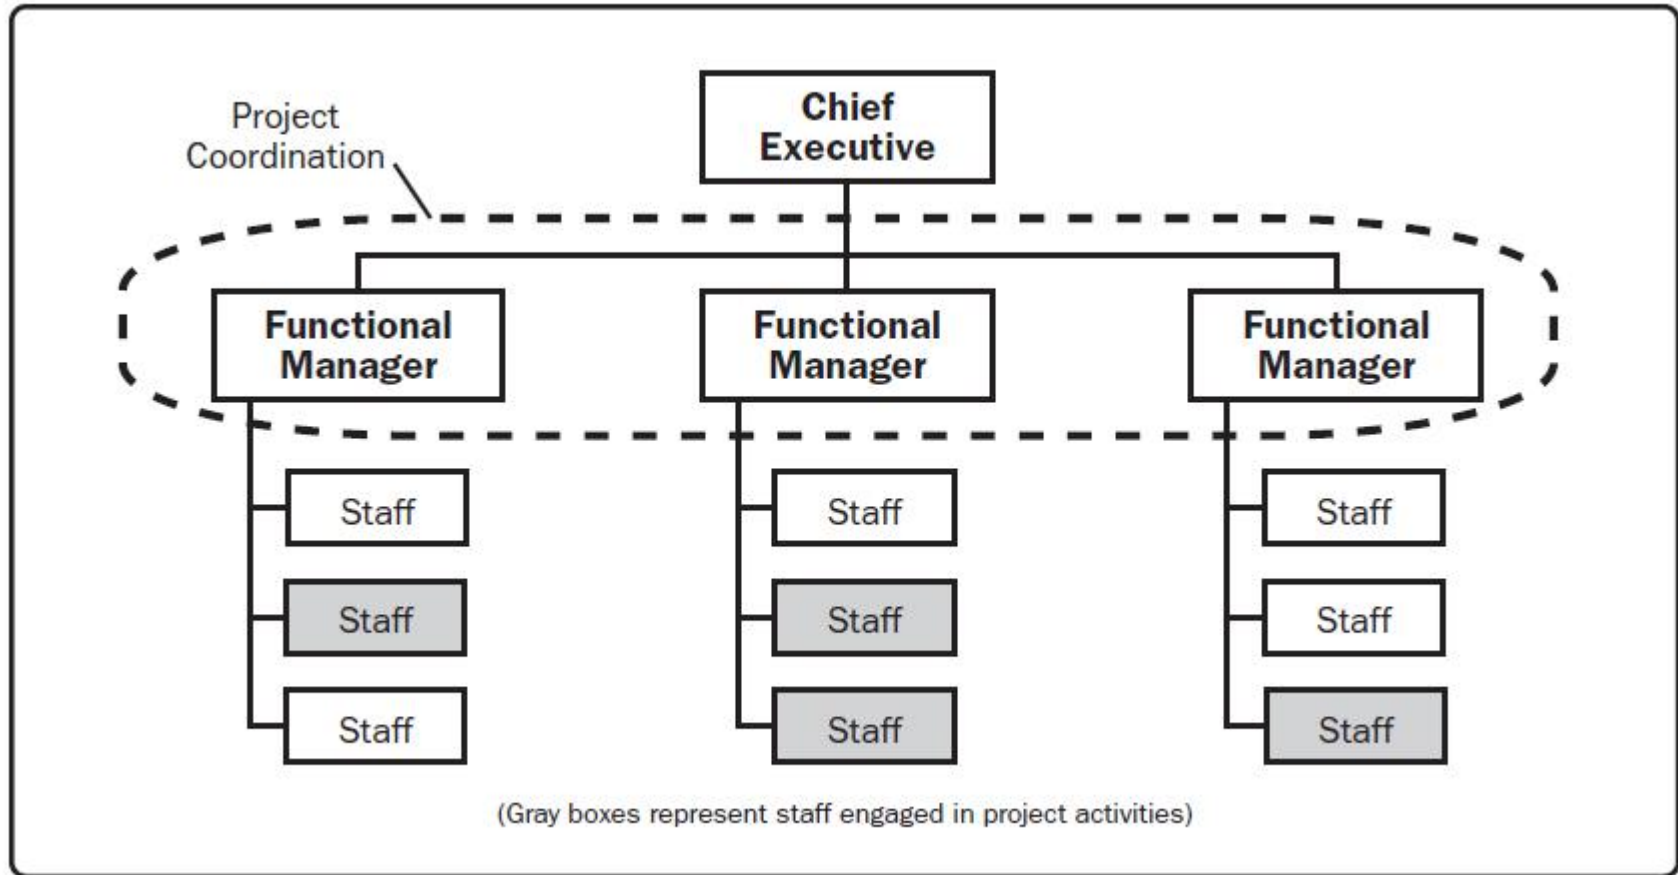 Project
Coordination
Chief
Executive
Functional
Manager
Functional
Manager
Functional
Manager
Staff
Staff
Staff
Staff
Staff
Staff
Staff
Staff
Staff
(Gray boxes represent staff engaged in project activities)